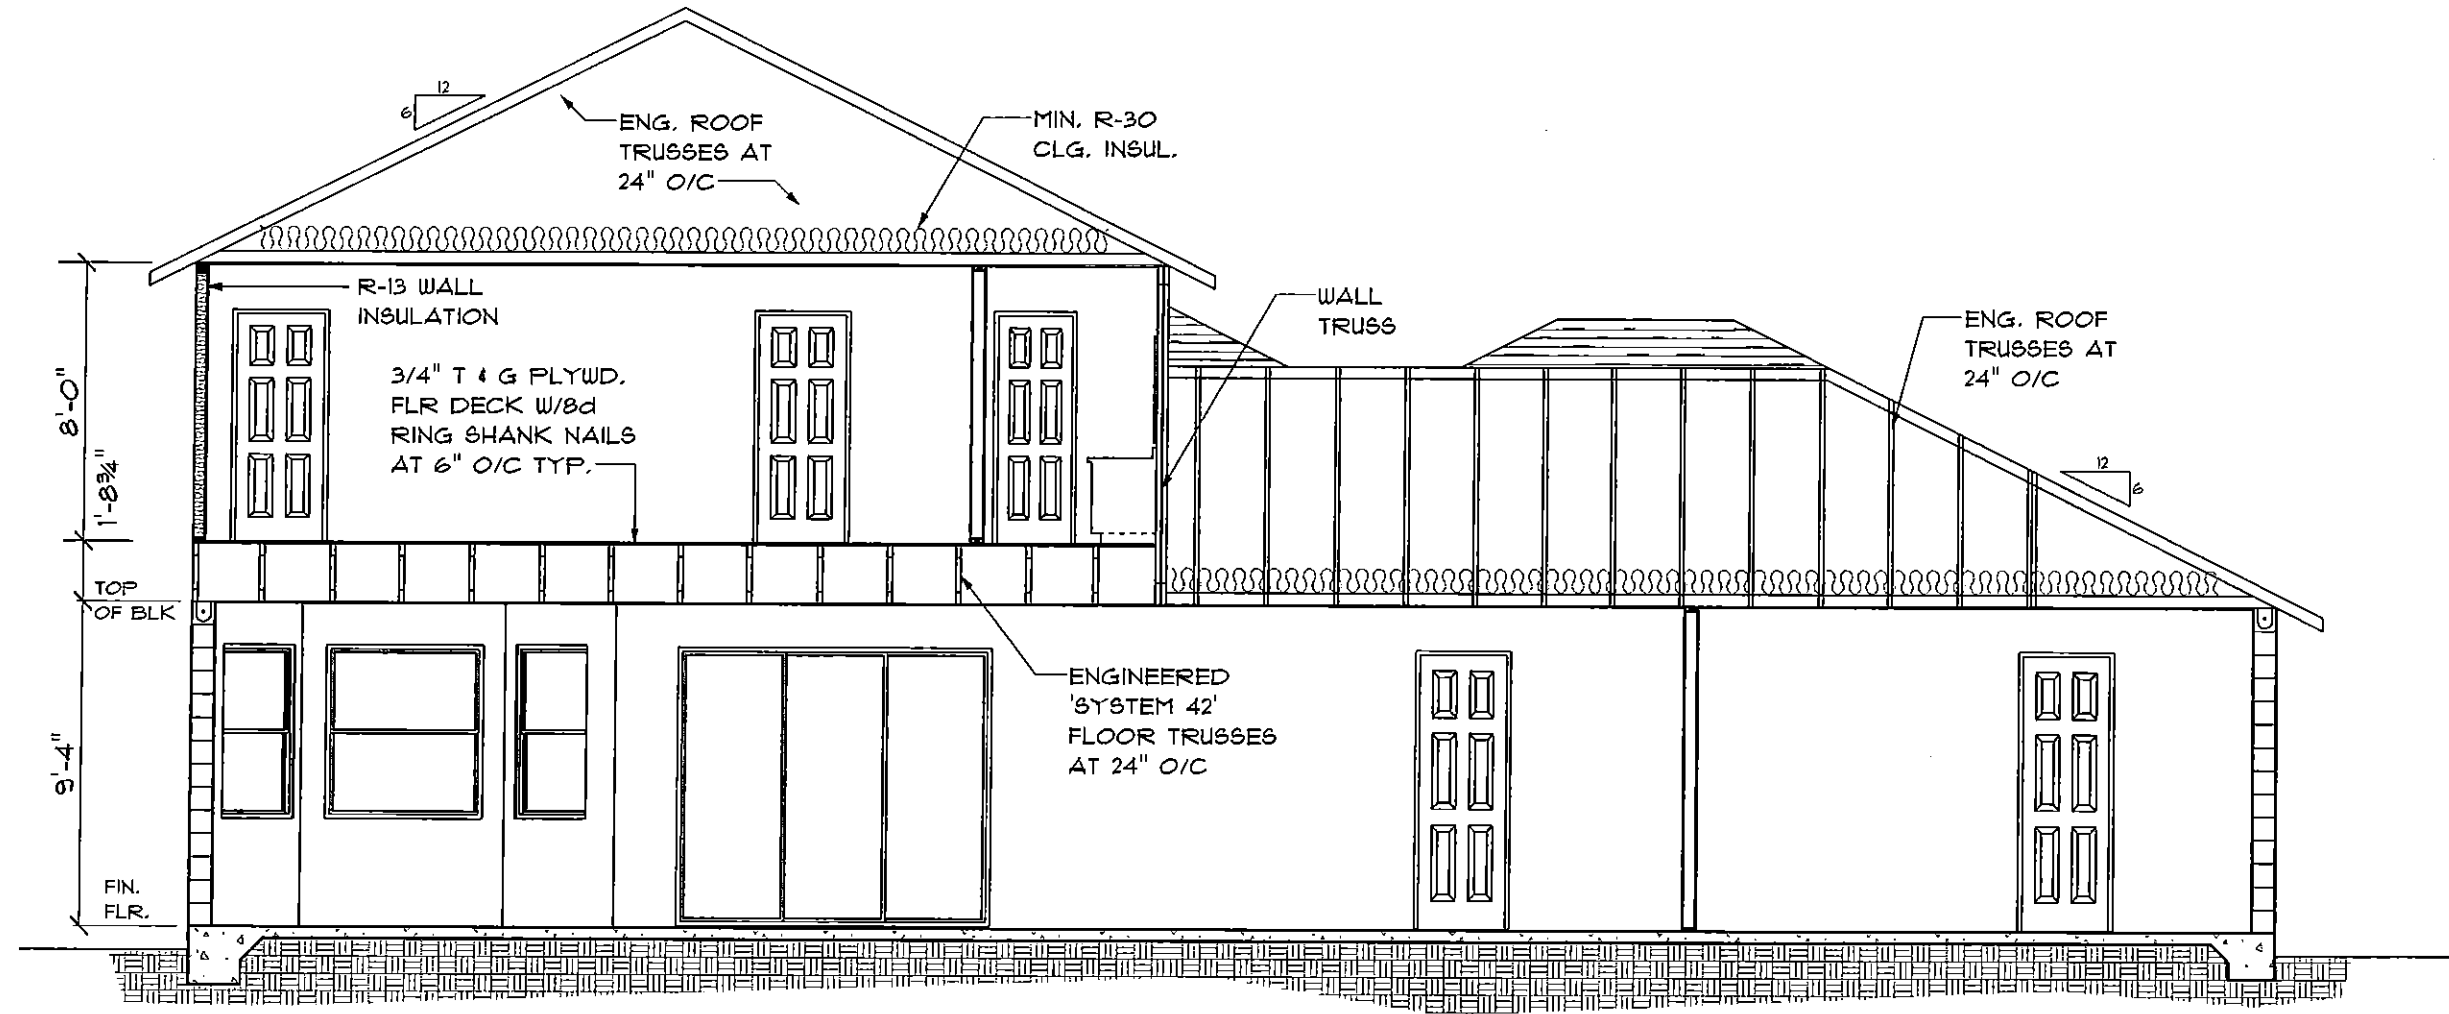 12
6
ENG. ROOF
TRUSSES AT
24" O/C
MIN. R-30
CLG. INSUL.
R-13 WALL
INSULATION
WALL
TRUSS
ENG. ROOF
TRUSSES AT
24" O/C
3/4" T & G PLYWD.
FLR DECK W/8d
RING SHANK NAILS
AT 6" O/C TYP.
8'-0"
1'-8¾"
12
6
TOP
OF BLK
ENGINEERED
'SYSTEM 42'
FLOOR TRUSSES
AT 24" O/C
9'-4"
FIN.
FLR.